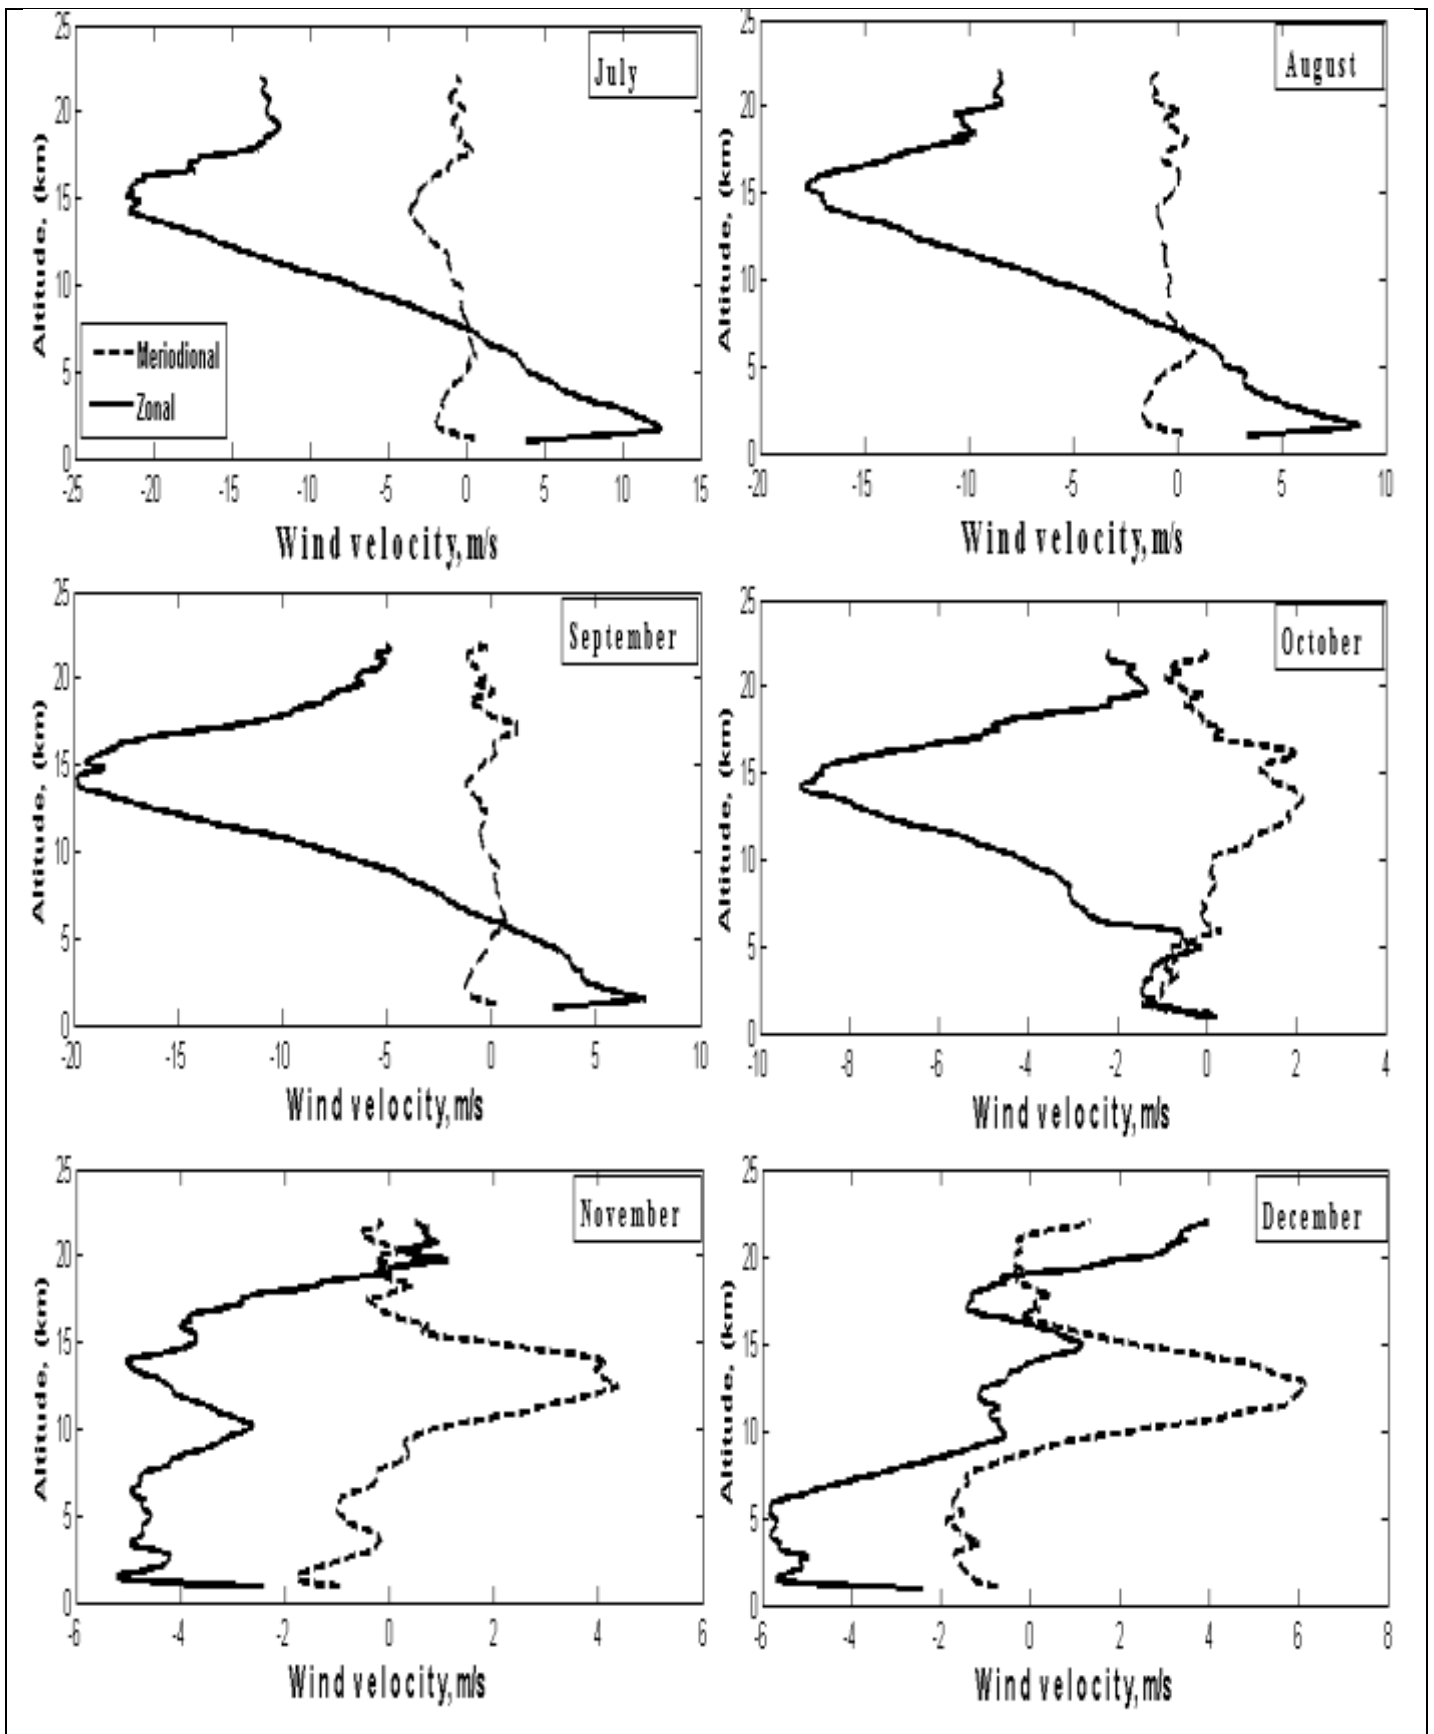 July
25
20
15
10
5
0
Altitude, (km)
Meriodional
Zonal
-25 -20 -15 -10 -5 0 5 10 15
Wind velocity,m/s
August
25
20
15
10
5
0
Altitude, (km)
-20 -15 -10 -5 0 5 10
Wind velocity,m/s
September
25
20
15
10
5
0
Altitude, (km)
-20 -15 -10 -5 0 5 10
Wind velocity,m/s
October
25
20
15
10
5
0
Altitude, (km)
-10 -8 -6 -4 -2 0 2 4
Wind velocity,m/s
November
25
20
15
10
5
0
Altitude, (km)
-6 -4 -2 0 2 4 6
Wind velocity,m/s
December
25
20
15
10
5
0
Altitude, (km)
-6 -4 -2 0 2 4 6 8
Wind velocity,m/s